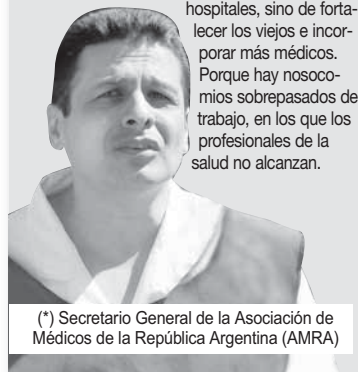 hospitales, sino de forta-
lecer los viejos e incor-
porar más médicos.
Porque hay nosoco-
mios sobrepasados de
trabajo, en los que los
profesionales de la
salud no alcanzan.
(*) Secretario General de la Asociación de
Médicos de la República Argentina (AMRA)